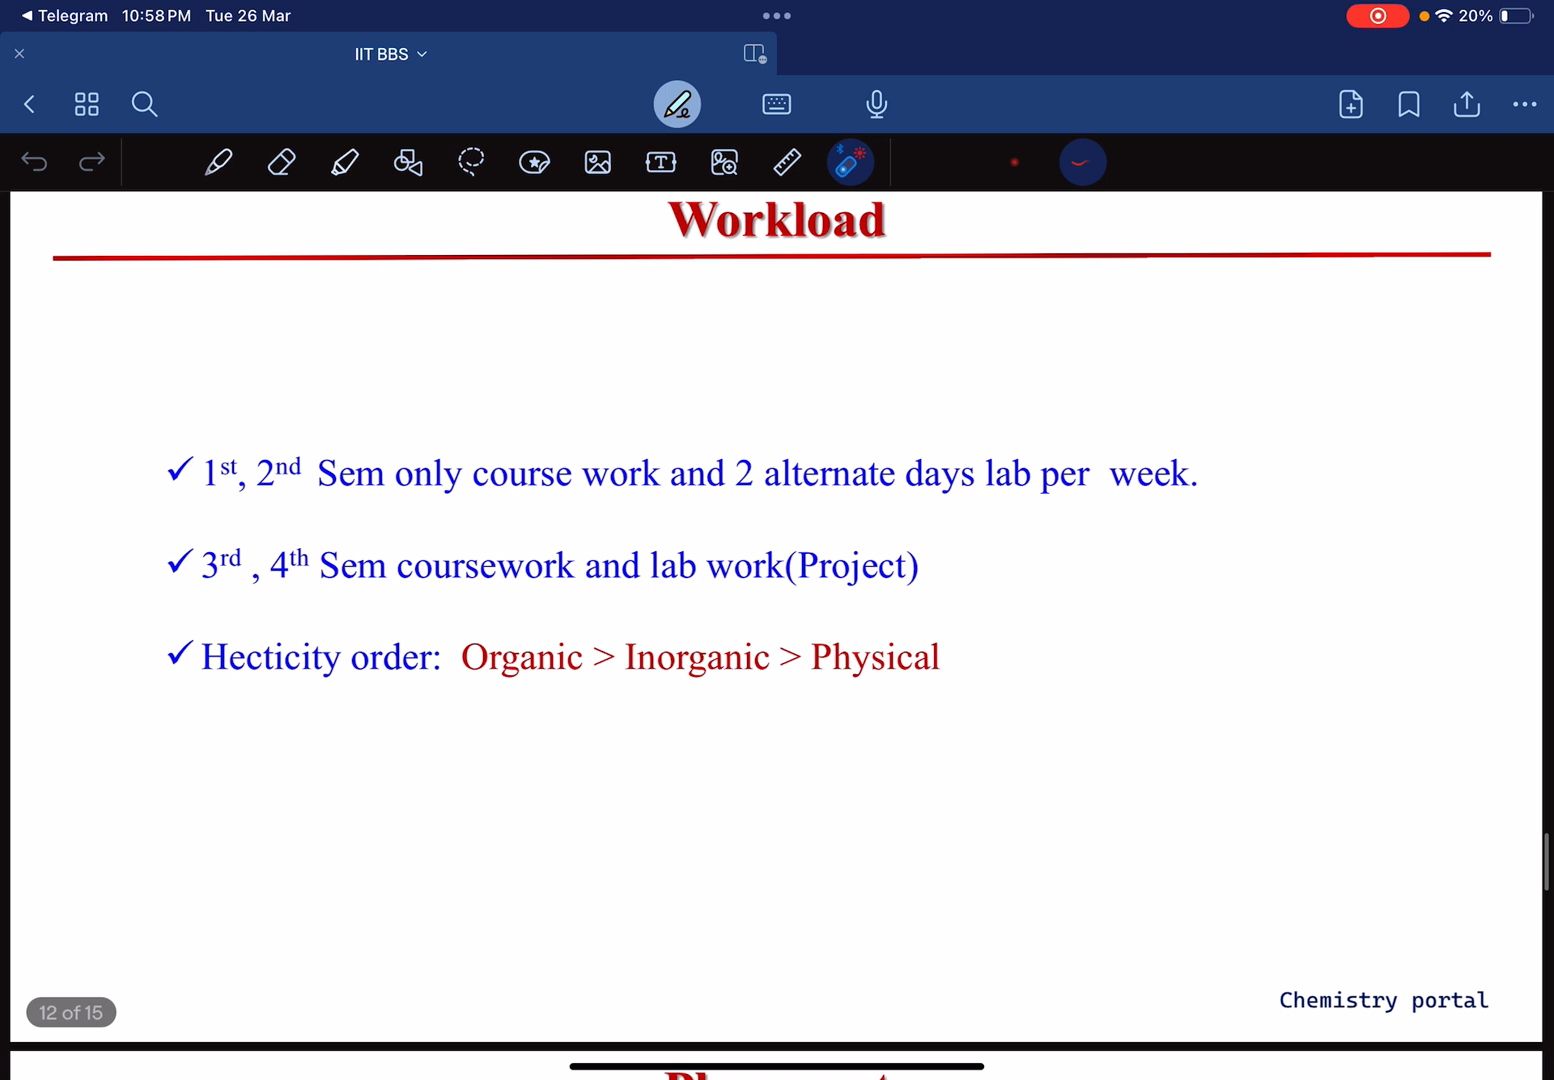 Telegram 10:58 PM Tue 26 Mar 20%
IIT BBS
Workload
✓ 1st, 2nd Sem only course work and 2 alternate days lab per week.
✓ 3rd , 4th Sem coursework and lab work(Project)
✓ Hecticity order: Organic > Inorganic > Physical
Chemistry portal
12 of 15